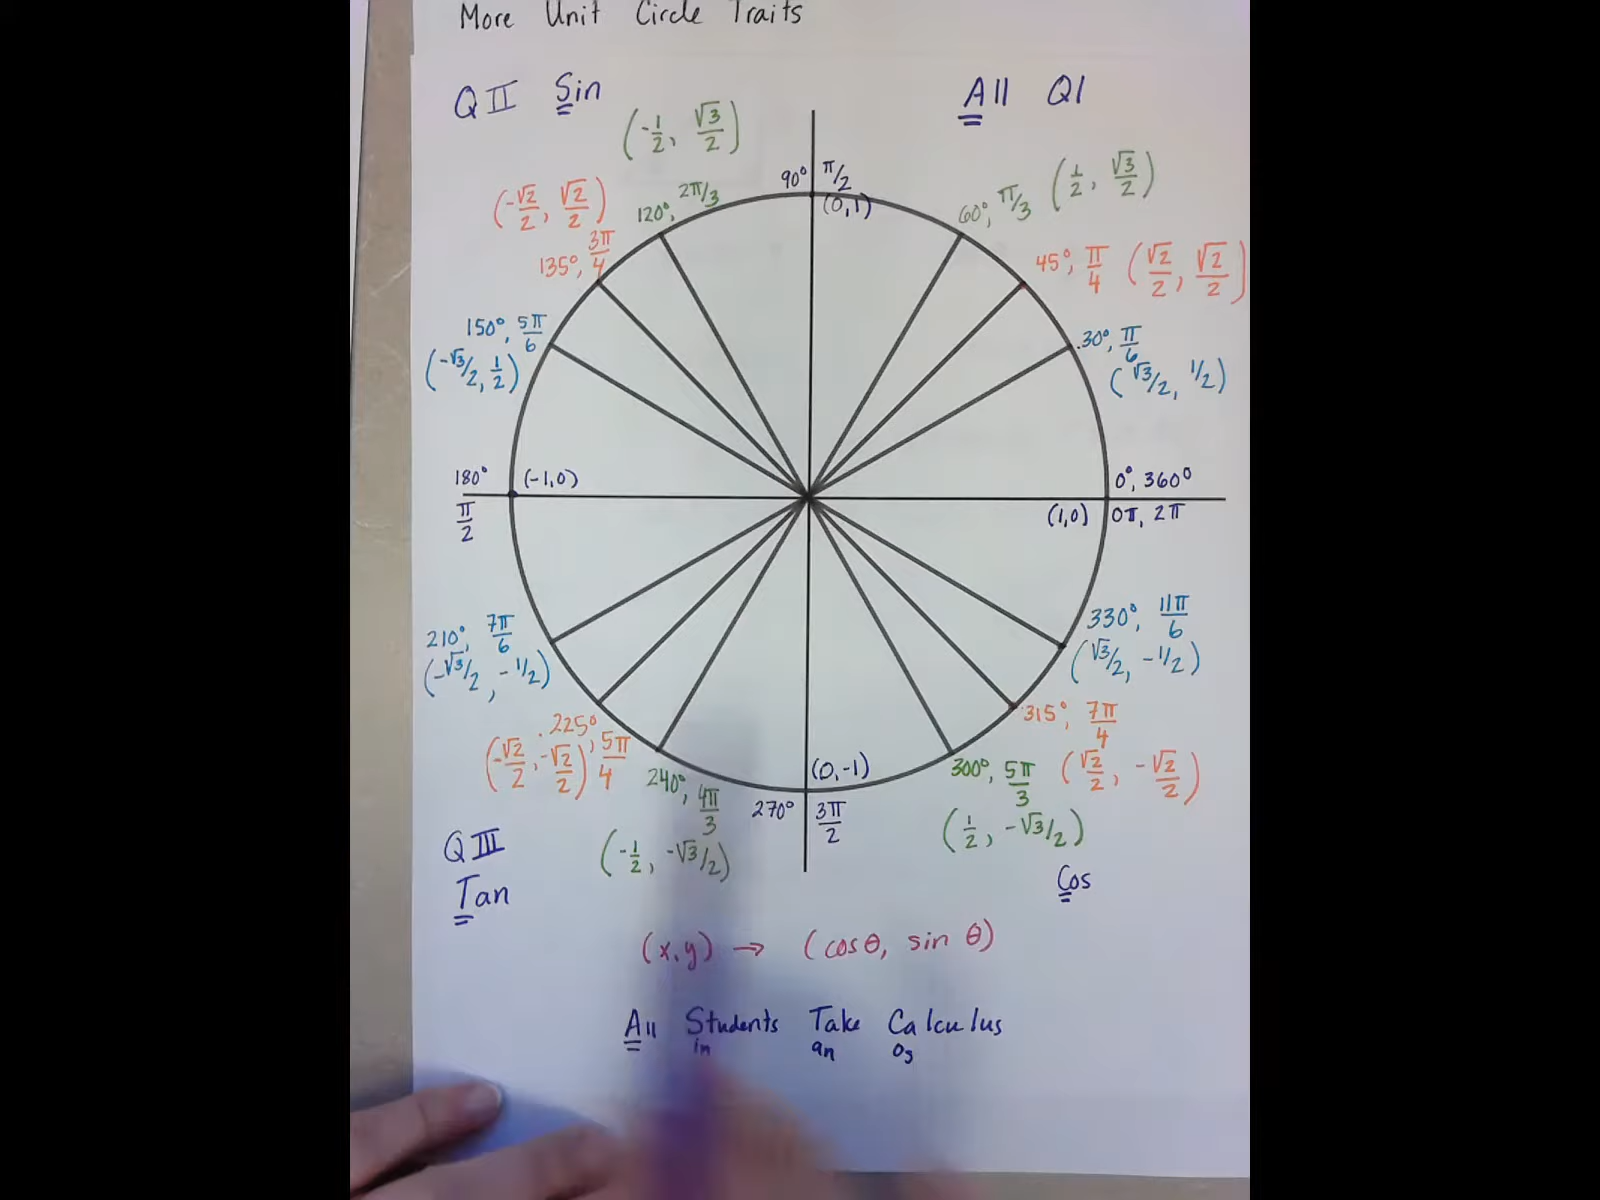 More Unit Circle Traits
Q II Sin
All Q1
(-1/2, √3/2)
90° π/2
(0,1)
60°, π/3 (1/2, √3/2)
(-√2/2, √2/2)
120°, 2π/3
135°, 3π/4
45°, π/4 (√2/2, √2/2)
150°, 5π/6
(-√3/2, 1/2)
30°, π/6
(√3/2, 1/2)
180° (-1,0)
π/2
0°, 360°
(1,0) 0π, 2π
210°, 7π/6
(-√3/2, -1/2)
330°, 11π/6
(√3/2, -1/2)
225°, 5π/4
(-√2/2, -√2/2)
315°, 7π/4
(√2/2, -√2/2)
240°, 4π/3
(-1/2, -√3/2)
(0,-1)
270° 3π/2
300°, 5π/3
(1/2, -√3/2)
Q III
Tan
Cos
(x,y) → (cosθ, sin θ)
All Students Take Calculus
in an os